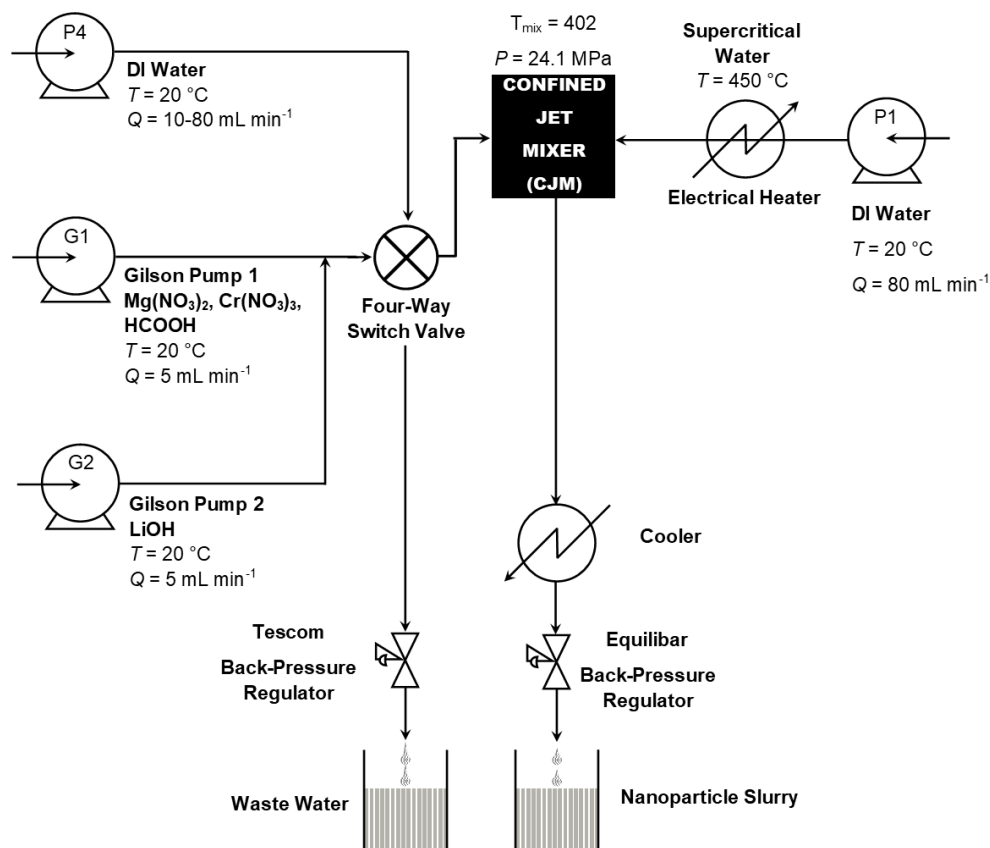 P4
DI Water
T = 20 °C
Q = 10-80 mL min⁻¹
G1
Gilson Pump 1
Mg(NO₃)₂, Cr(NO₃)₃,
HCOOH
T = 20 °C
Q = 5 mL min⁻¹
G2
Gilson Pump 2
LiOH
T = 20 °C
Q = 5 mL min⁻¹
Four-Way
Switch Valve
Tₘᵢₓ = 402
P = 24.1 MPa
CONFINED
JET
MIXER
(CJM)
Supercritical
Water
T = 450 °C
Electrical Heater
P1
DI Water
T = 20 °C
Q = 80 mL min⁻¹
Cooler
Tescom
Back-Pressure
Regulator
Equilibar
Back-Pressure
Regulator
Waste Water
Nanoparticle Slurry